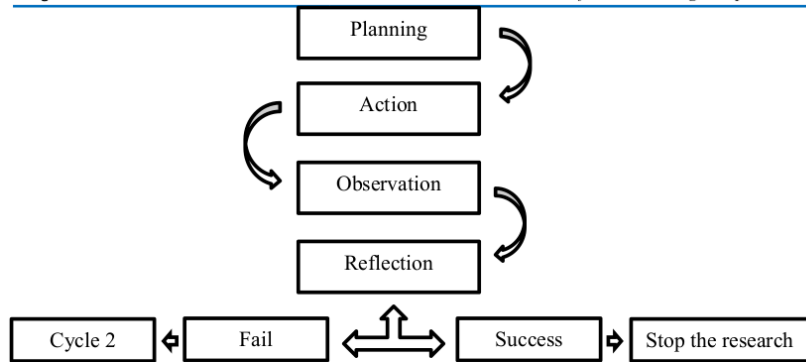 Planning
Action
Observation
Reflection
Cycle 2
Fail
Success
Stop the research